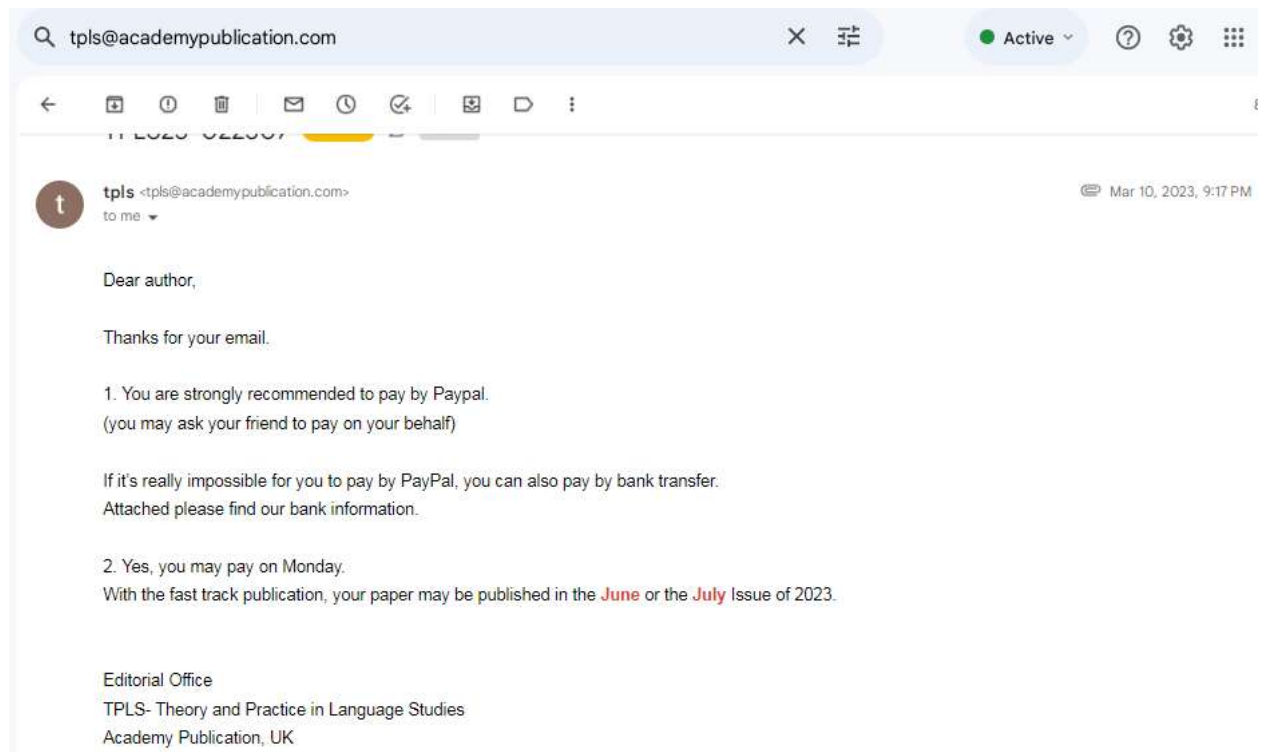 tpls@academypublication.com
Active
tpls <tpls@academypublication.com>
Mar 10, 2023, 9:17 PM
to me
Dear author,
Thanks for your email.
1. You are strongly recommended to pay by Paypal.
(you may ask your friend to pay on your behalf)
If it's really impossible for you to pay by PayPal, you can also pay by bank transfer.
Attached please find our bank information.
2. Yes, you may pay on Monday.
With the fast track publication, your paper may be published in the June or the July Issue of 2023.
Editorial Office
TPLS- Theory and Practice in Language Studies
Academy Publication, UK